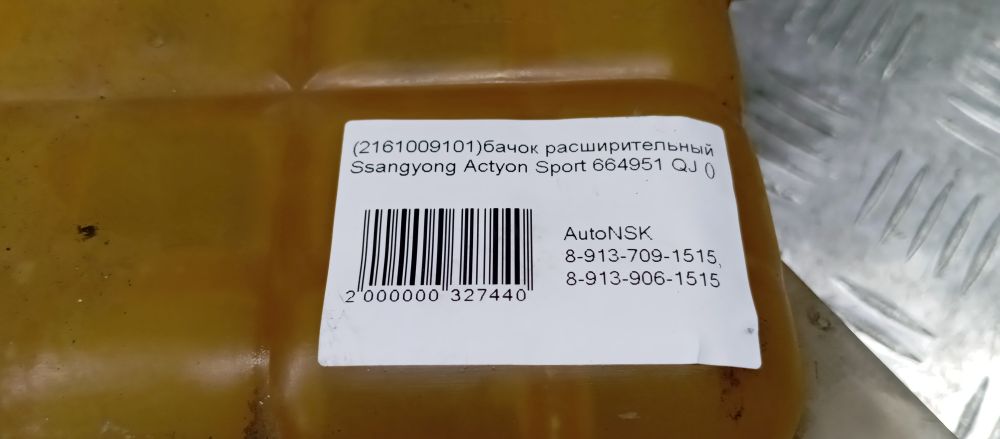 (2161009101)бачок расширительный
Ssangyong Actyon Sport 664951 QJ ()
AutoNSK
8-913-709-1515,
8-913-906-1515
2 000000 327440